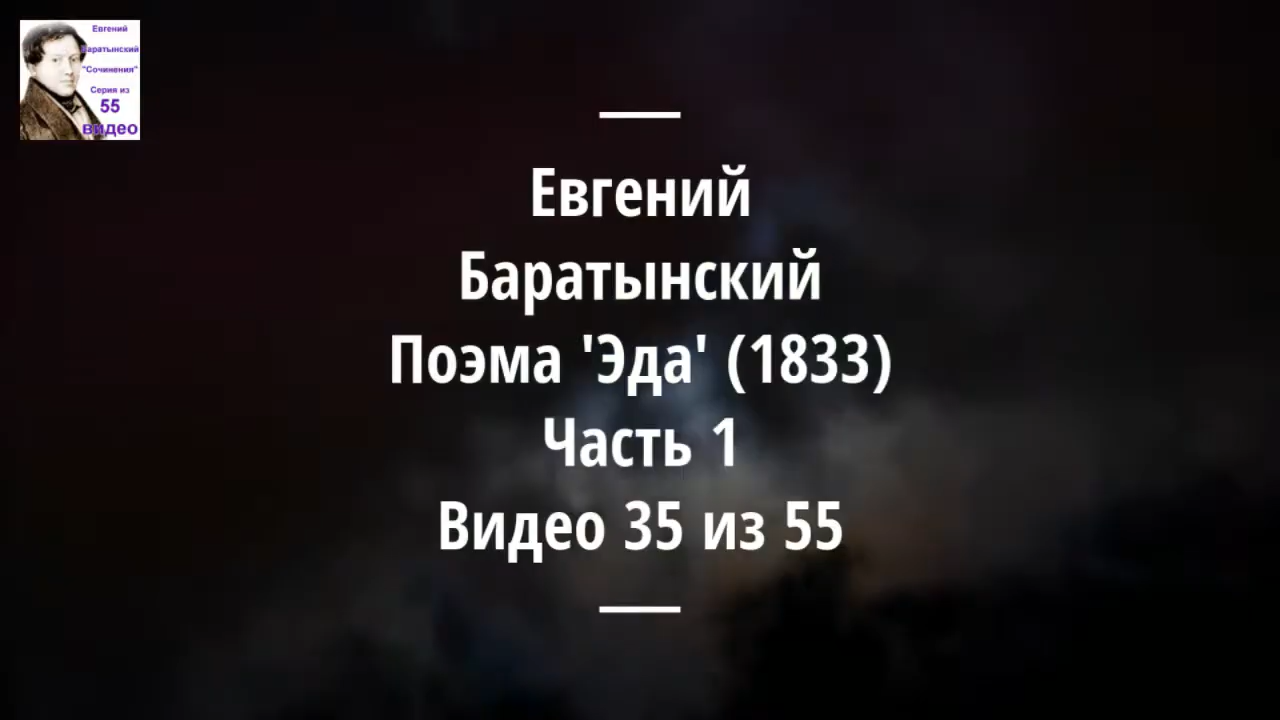 Евгений
Баратынский
"Сочинения"
Серия из
55
видео
Евгений
Баратынский
Поэма 'Эда' (1833)
Часть 1
Видео 35 из 55